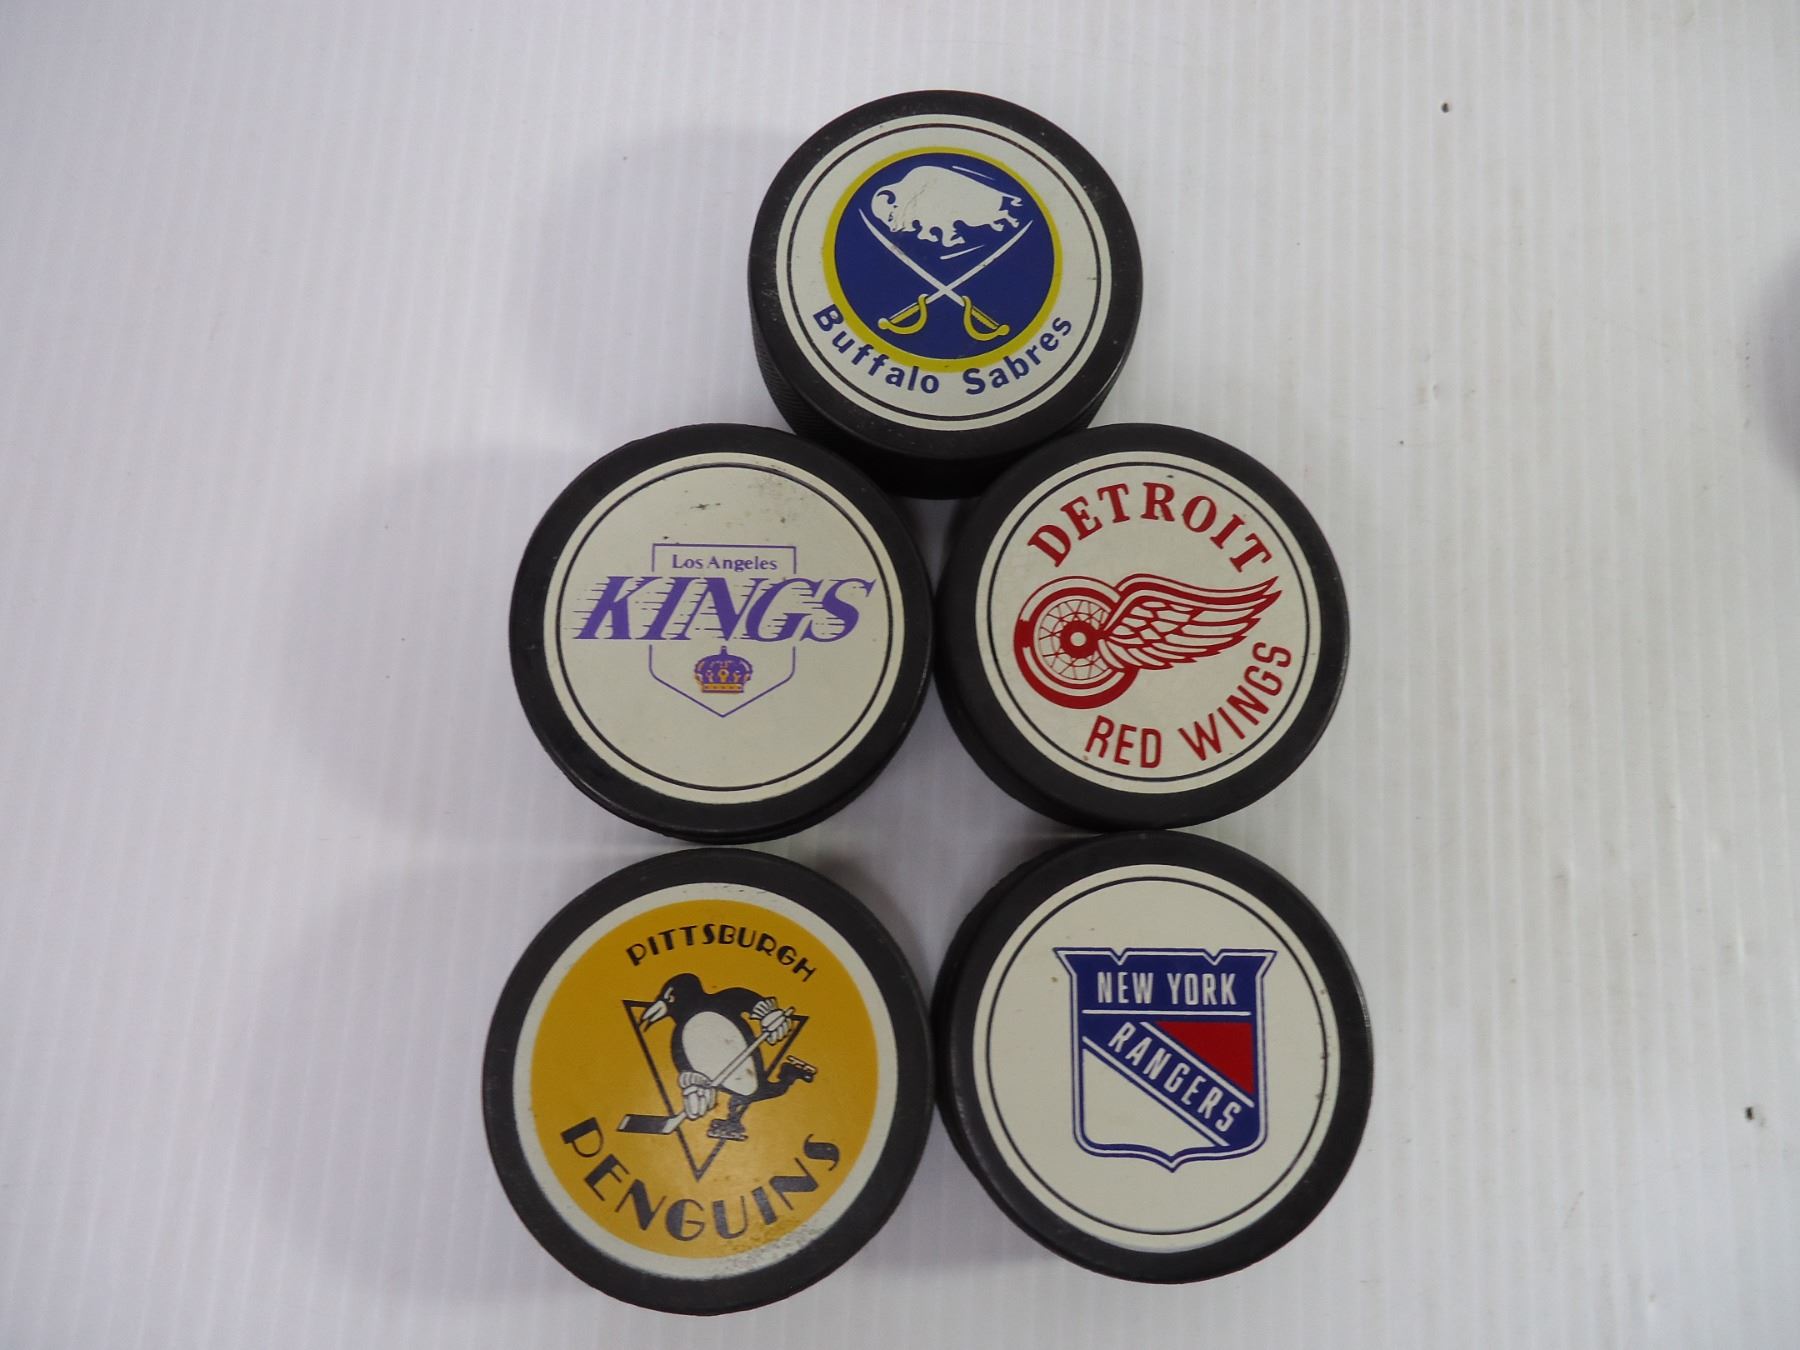 Buffalo Sabres
Los Angeles
KINGS
DETROIT
RED WINGS
PITTSBURGH
PENGUINS
NEW YORK
RANGERS